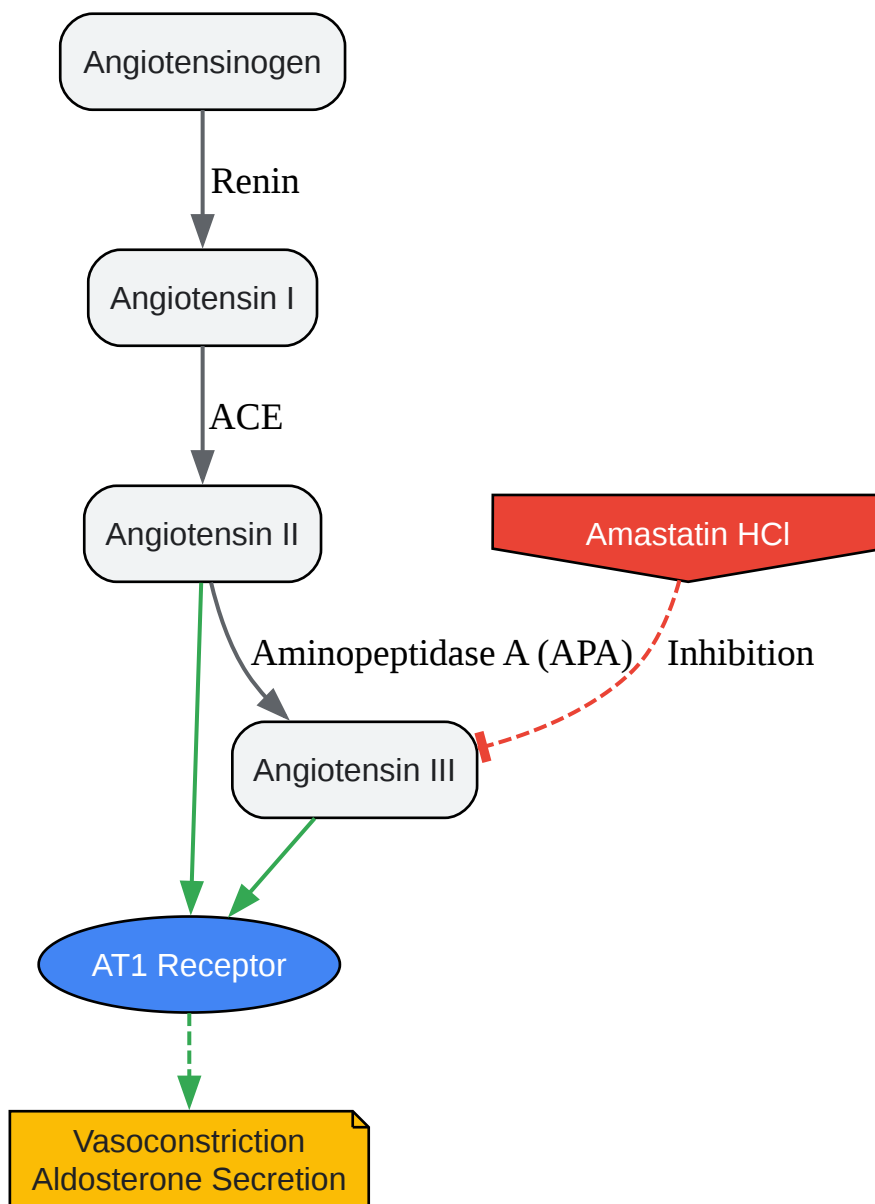 Angiotensinogen
Renin
Angiotensin I
ACE
Angiotensin II
Amastatin HCl
Aminopeptidase A (APA)
Inhibition
Angiotensin III
AT1 Receptor
Vasoconstriction
Aldosterone Secretion